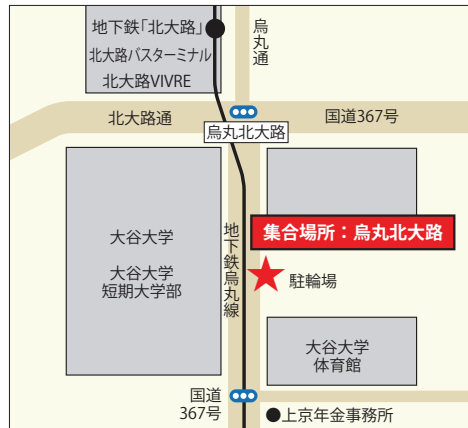 地下鉄「北大路」
北大路バスターミナル
北大路VIVRE
烏丸通
北大路通
国道367号
烏丸北大路
集合場所：烏丸北大路
大谷大学
大谷大学
短期大学部
地下鉄烏丸線
駐輪場
大谷大学
体育館
国道
367号
●上京年金事務所